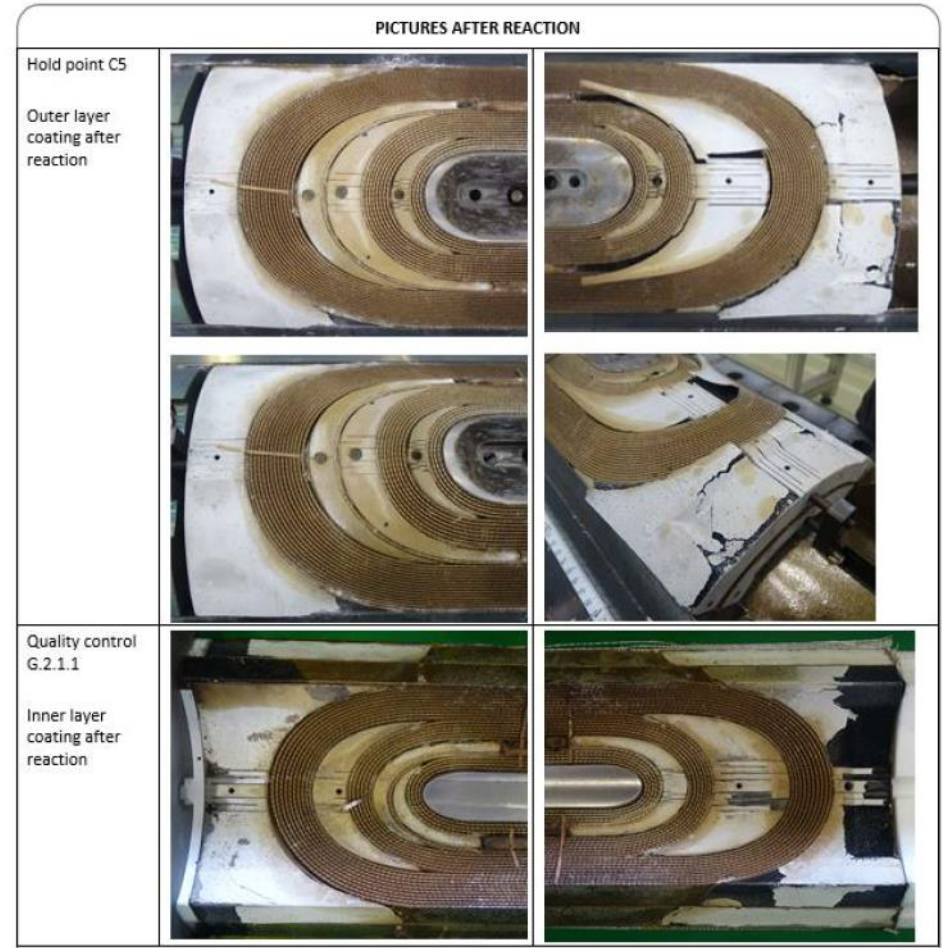 PICTURES AFTER REACTION
Hold point C5
Outer layer
coating after
reaction
Quality control
G.2.1.1
Inner layer
coating after
reaction